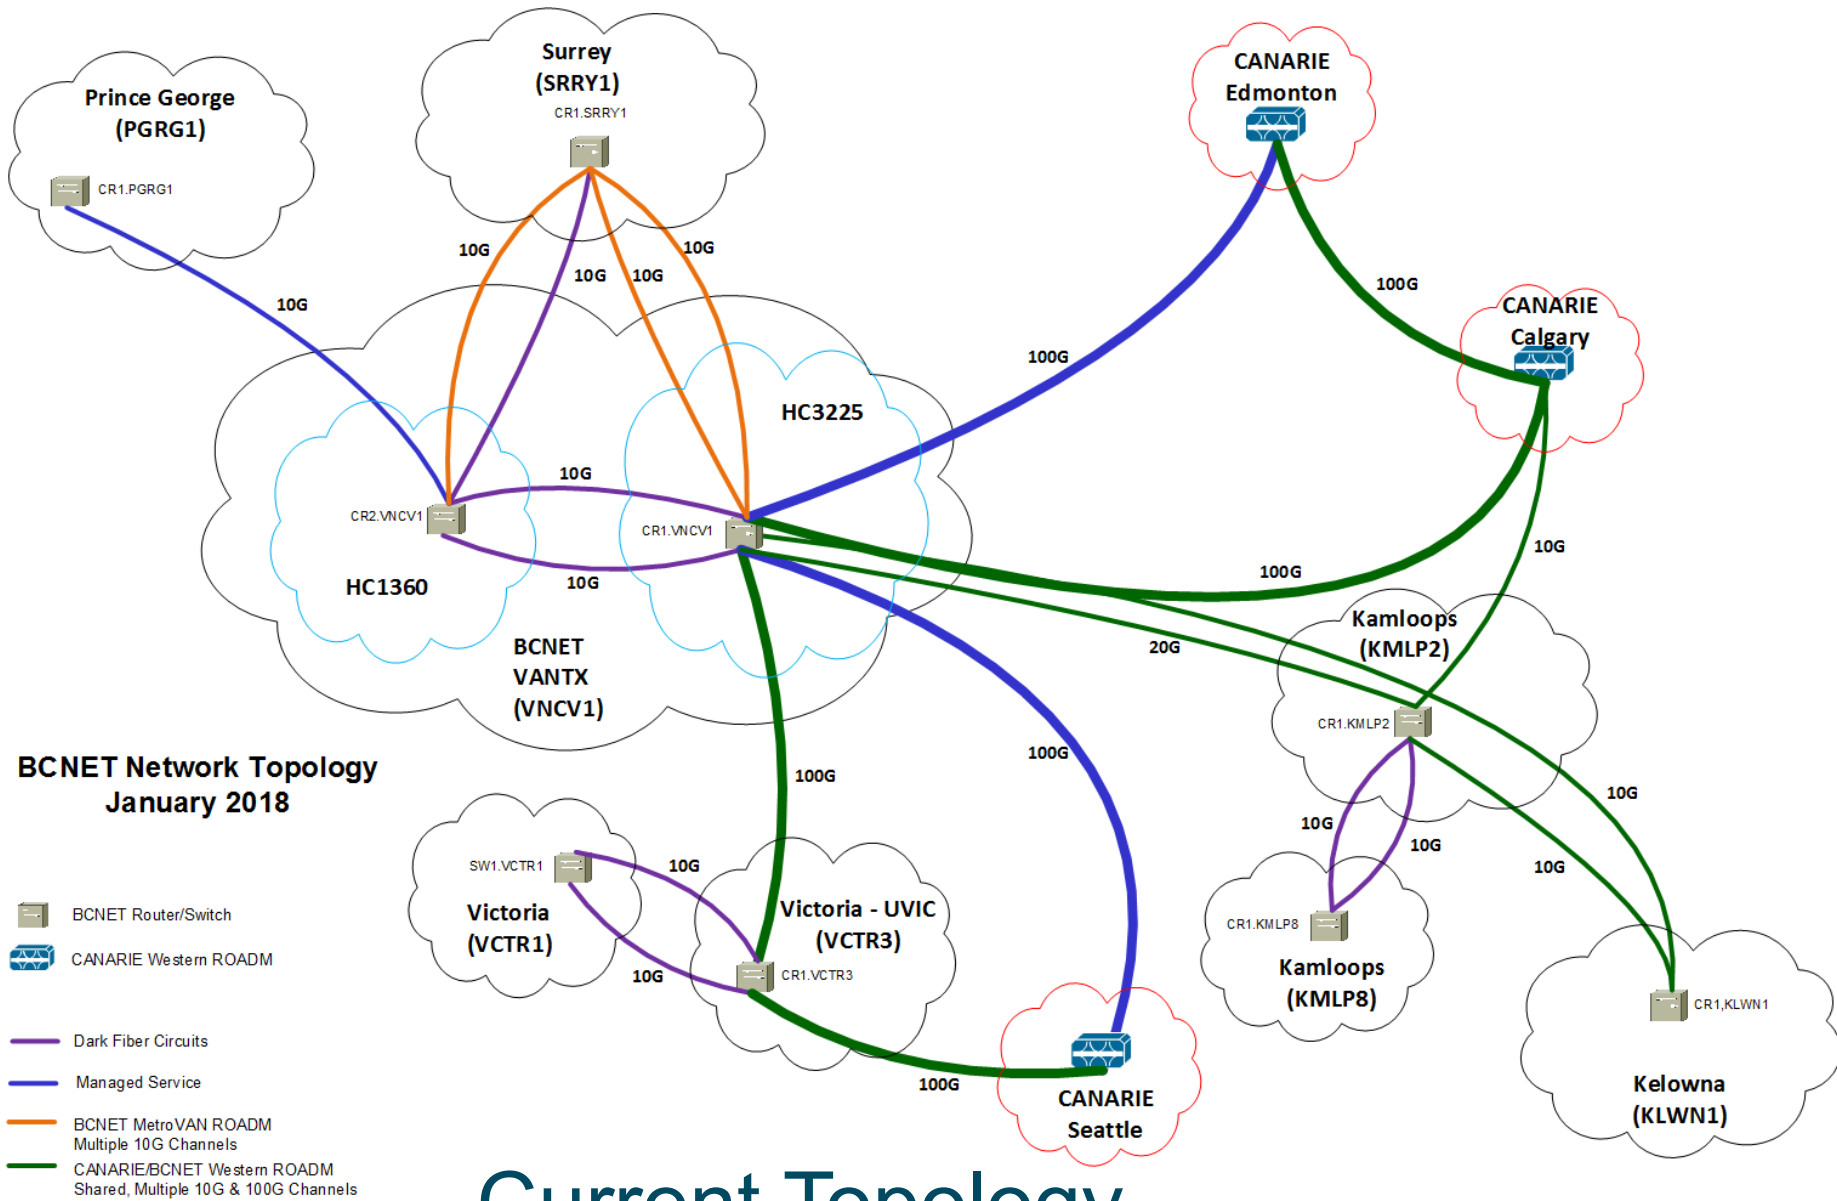 Surrey
(SRRY1)
CR1.SRRY1
Prince George
(PGRG1)
CR1.PGRG1
CANARIE
Edmonton
10G
10G
10G
10G
10G
100G
CANARIE
Calgary
100G
HC3225
10G
CR2.VNCV1
CR1.VNCV1
10G
HC1360
10G
100G
BCNET
VANTX
(VNCV1)
20G
Kamloops
(KMLP2)
CR1.KMLP2
100G
100G
BCNET Network Topology
January 2018
10G
10G
10G
10G
SW1.VCTR1
10G
Victoria
(VCTR1)
Victoria - UVIC
(VCTR3)
CR1.VCTR3
10G
CR1.KMLP8
Kamloops
(KMLP8)
CR1,KLWN1
100G
CANARIE
Seattle
Kelowna
(KLWN1)
BCNET Router/Switch
CANARIE Western ROADM
Dark Fiber Circuits
Managed Service
BCNET MetroVAN ROADM
Multiple 10G Channels
CANARIE/BCNET Western ROADM
Shared, Multiple 10G & 100G Channels
Current Topology